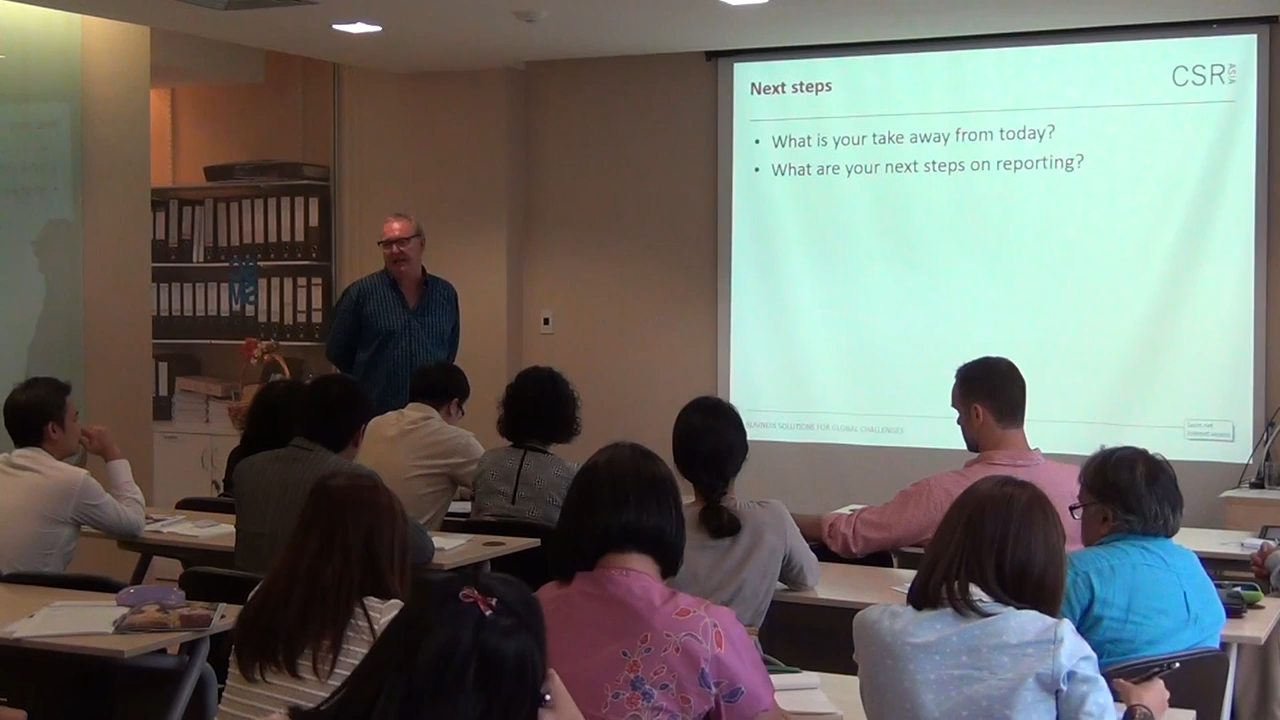 Next steps
CSR ASIA
• What is your take away from today?
• What are your next steps on reporting?
BUSINESS SOLUTIONS FOR GLOBAL CHALLENGES